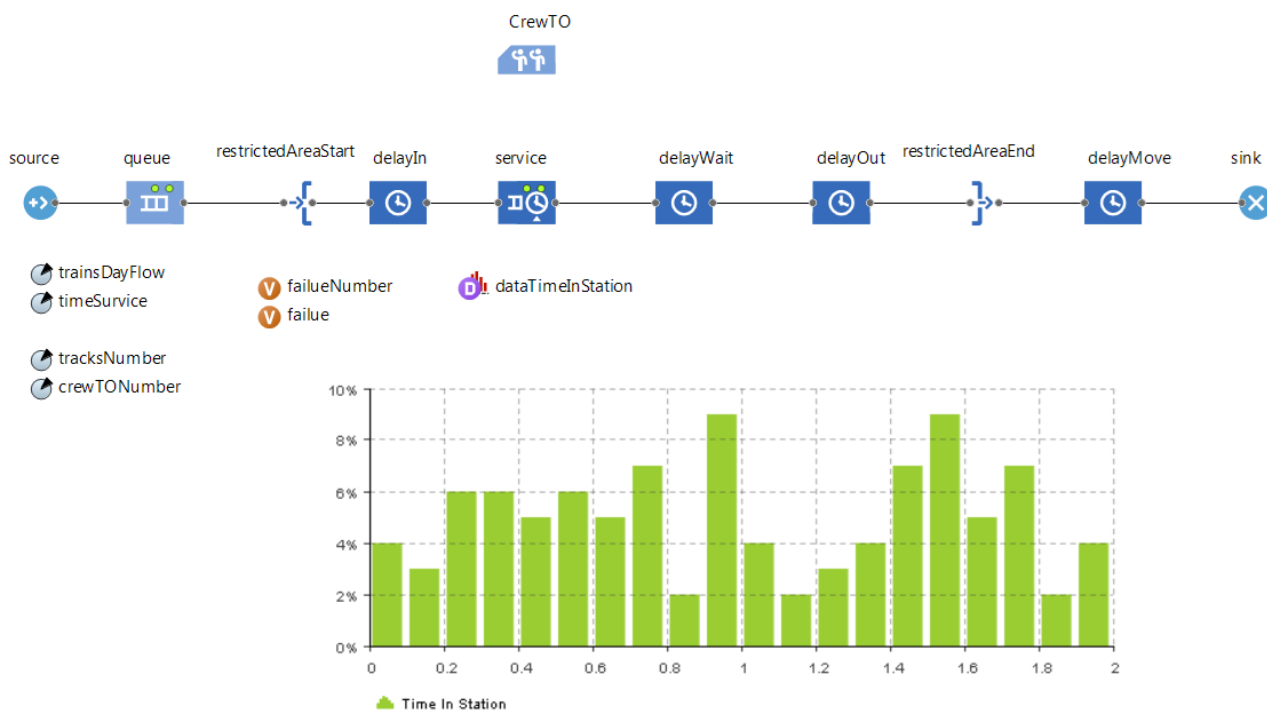 CrewTO
source queue restrictedAreaStart delayIn service delayWait delayOut restrictedAreaEnd delayMove sink
trainsDayFlow
timeSurvice
V failueNumber
V failue
D dataTimeInStation
tracksNumber
crewTONumber
10%
8%
6%
4%
2%
0%
0 0.2 0.4 0.6 0.8 1 1.2 1.4 1.6 1.8 2
Time In Station